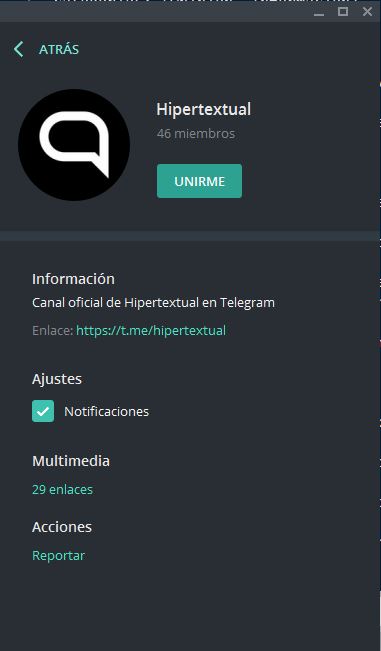 ATRÁS
Hipertextual
46 miembros
UNIRME
Información
Canal oficial de Hipertextual en Telegram
Enlace: https://t.me/hipertextual
Ajustes
Notificaciones
Multimedia
29 enlaces
Acciones
Reportar